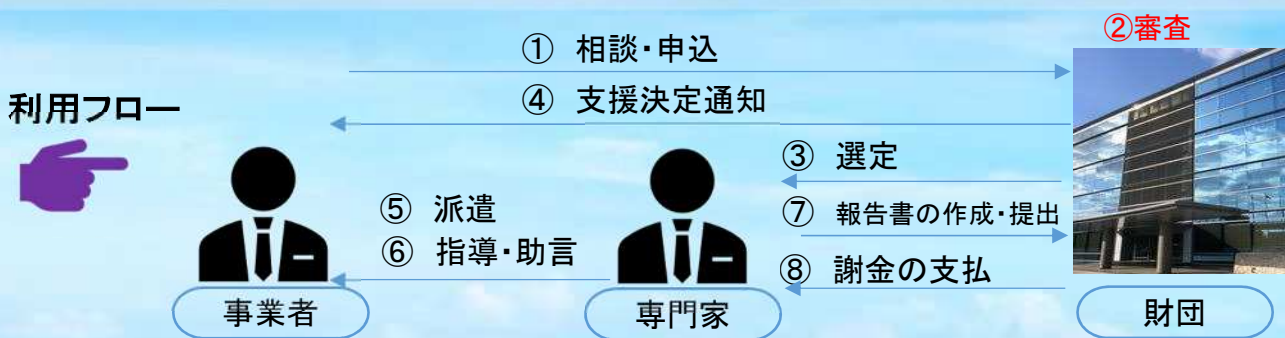 ②審査
① 相談・申込
利用フロー
④ 支援決定通知
③ 選定
⑤ 派遣
⑦ 報告書の作成・提出
⑥ 指導・助言
⑧ 謝金の支払
事業者
専門家
財団